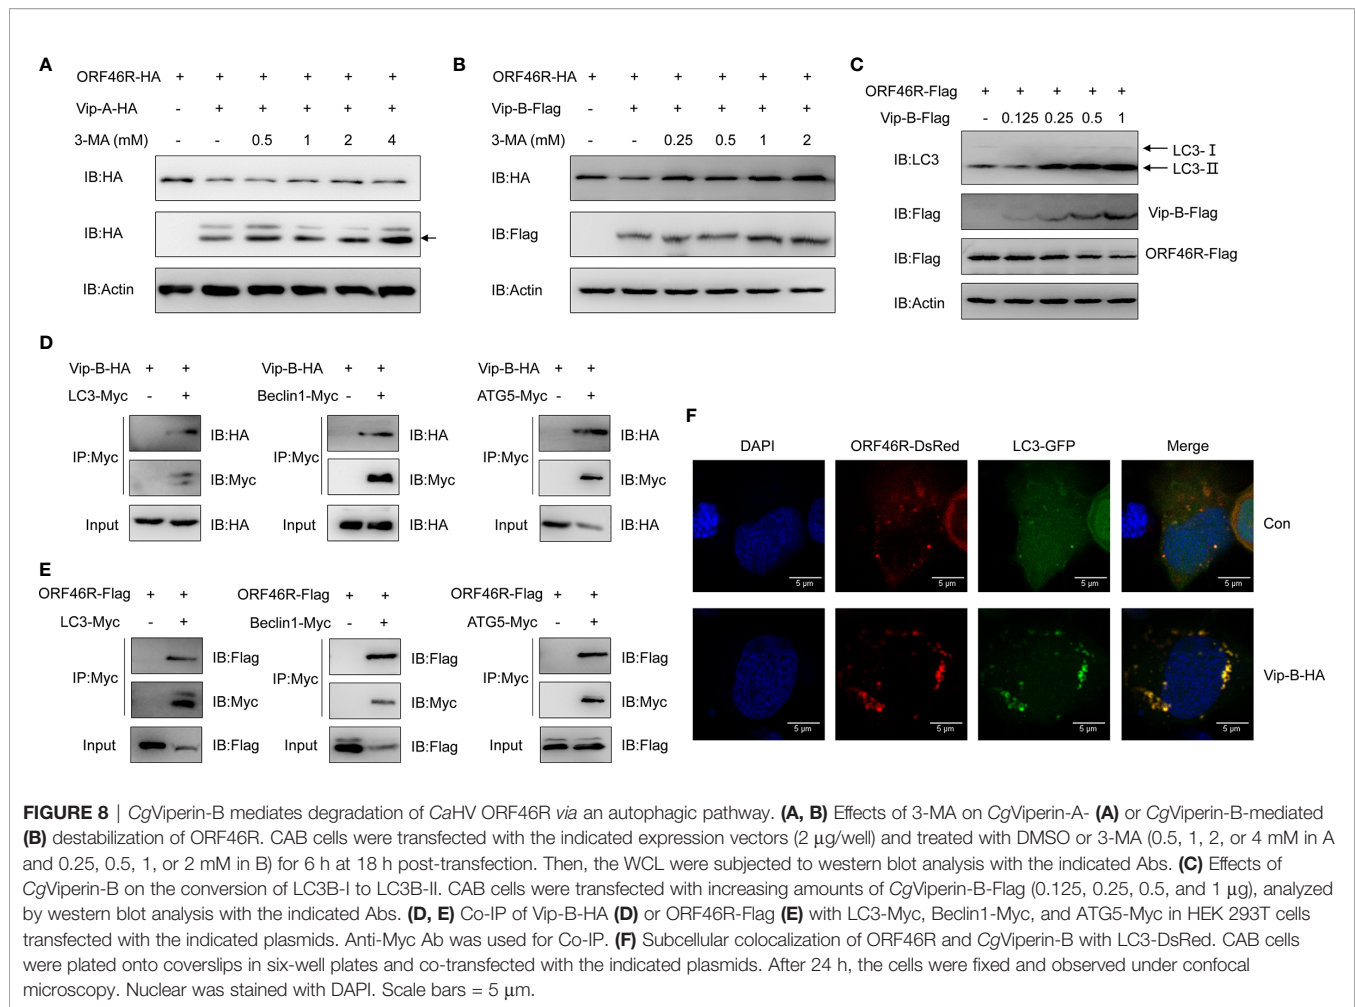 A
ORF46R-HA + + + + + +
Vip-A-HA - + + + + +
3-MA (mM) - - 0.5 1 2 4
IB:HA
IB:HA
IB:Actin
B
ORF46R-HA + + + + + +
Vip-B-Flag - + + + + +
3-MA (mM) - - 0.25 0.5 1 2
IB:HA
IB:Flag
IB:Actin
C
ORF46R-Flag + + + + +
Vip-B-Flag - 0.125 0.25 0.5 1
IB:LC3 LC3-Ⅰ
LC3-Ⅱ
IB:Flag Vip-B-Flag
IB:Flag ORF46R-Flag
IB:Actin
D
Vip-B-HA + +
LC3-Myc - +
IP:Myc IB:HA
IB:Myc
Input IB:HA
Vip-B-HA + +
Beclin1-Myc - +
IP:Myc IB:HA
IB:Myc
Input IB:HA
Vip-B-HA + +
ATG5-Myc - +
IP:Myc IB:HA
IB:Myc
Input IB:HA
E
ORF46R-Flag + +
LC3-Myc - +
IP:Myc IB:Flag
IB:Myc
Input IB:Flag
ORF46R-Flag + +
Beclin1-Myc - +
IP:Myc IB:Flag
IB:Myc
Input IB:Flag
ORF46R-Flag + +
ATG5-Myc - +
IP:Myc IB:Flag
IB:Myc
Input IB:Flag
F
DAPI ORF46R-DsRed LC3-GFP Merge
5 μm 5 μm 5 μm 5 μm
Con
5 μm 5 μm 5 μm 5 μm
Vip-B-HA
FIGURE 8 | CgViperin-B mediates degradation of CaHV ORF46R via an autophagic pathway. (A, B) Effects of 3-MA on CgViperin-A- (A) or CgViperin-B-mediated
(B) destabilization of ORF46R. CAB cells were transfected with the indicated expression vectors (2 μg/well) and treated with DMSO or 3-MA (0.5, 1, 2, or 4 mM in A
and 0.25, 0.5, 1, or 2 mM in B) for 6 h at 18 h post-transfection. Then, the WCL were subjected to western blot analysis with the indicated Abs. (C) Effects of
CgViperin-B on the conversion of LC3B-I to LC3B-II. CAB cells were transfected with increasing amounts of CgViperin-B-Flag (0.125, 0.25, 0.5, and 1 μg), analyzed
by western blot analysis with the indicated Abs. (D, E) Co-IP of Vip-B-HA (D) or ORF46R-Flag (E) with LC3-Myc, Beclin1-Myc, and ATG5-Myc in HEK 293T cells
transfected with the indicated plasmids. Anti-Myc Ab was used for Co-IP. (F) Subcellular colocalization of ORF46R and CgViperin-B with LC3-DsRed. CAB cells
were plated onto coverslips in six-well plates and co-transfected with the indicated plasmids. After 24 h, the cells were fixed and observed under confocal
microscopy. Nuclear was stained with DAPI. Scale bars = 5 μm.